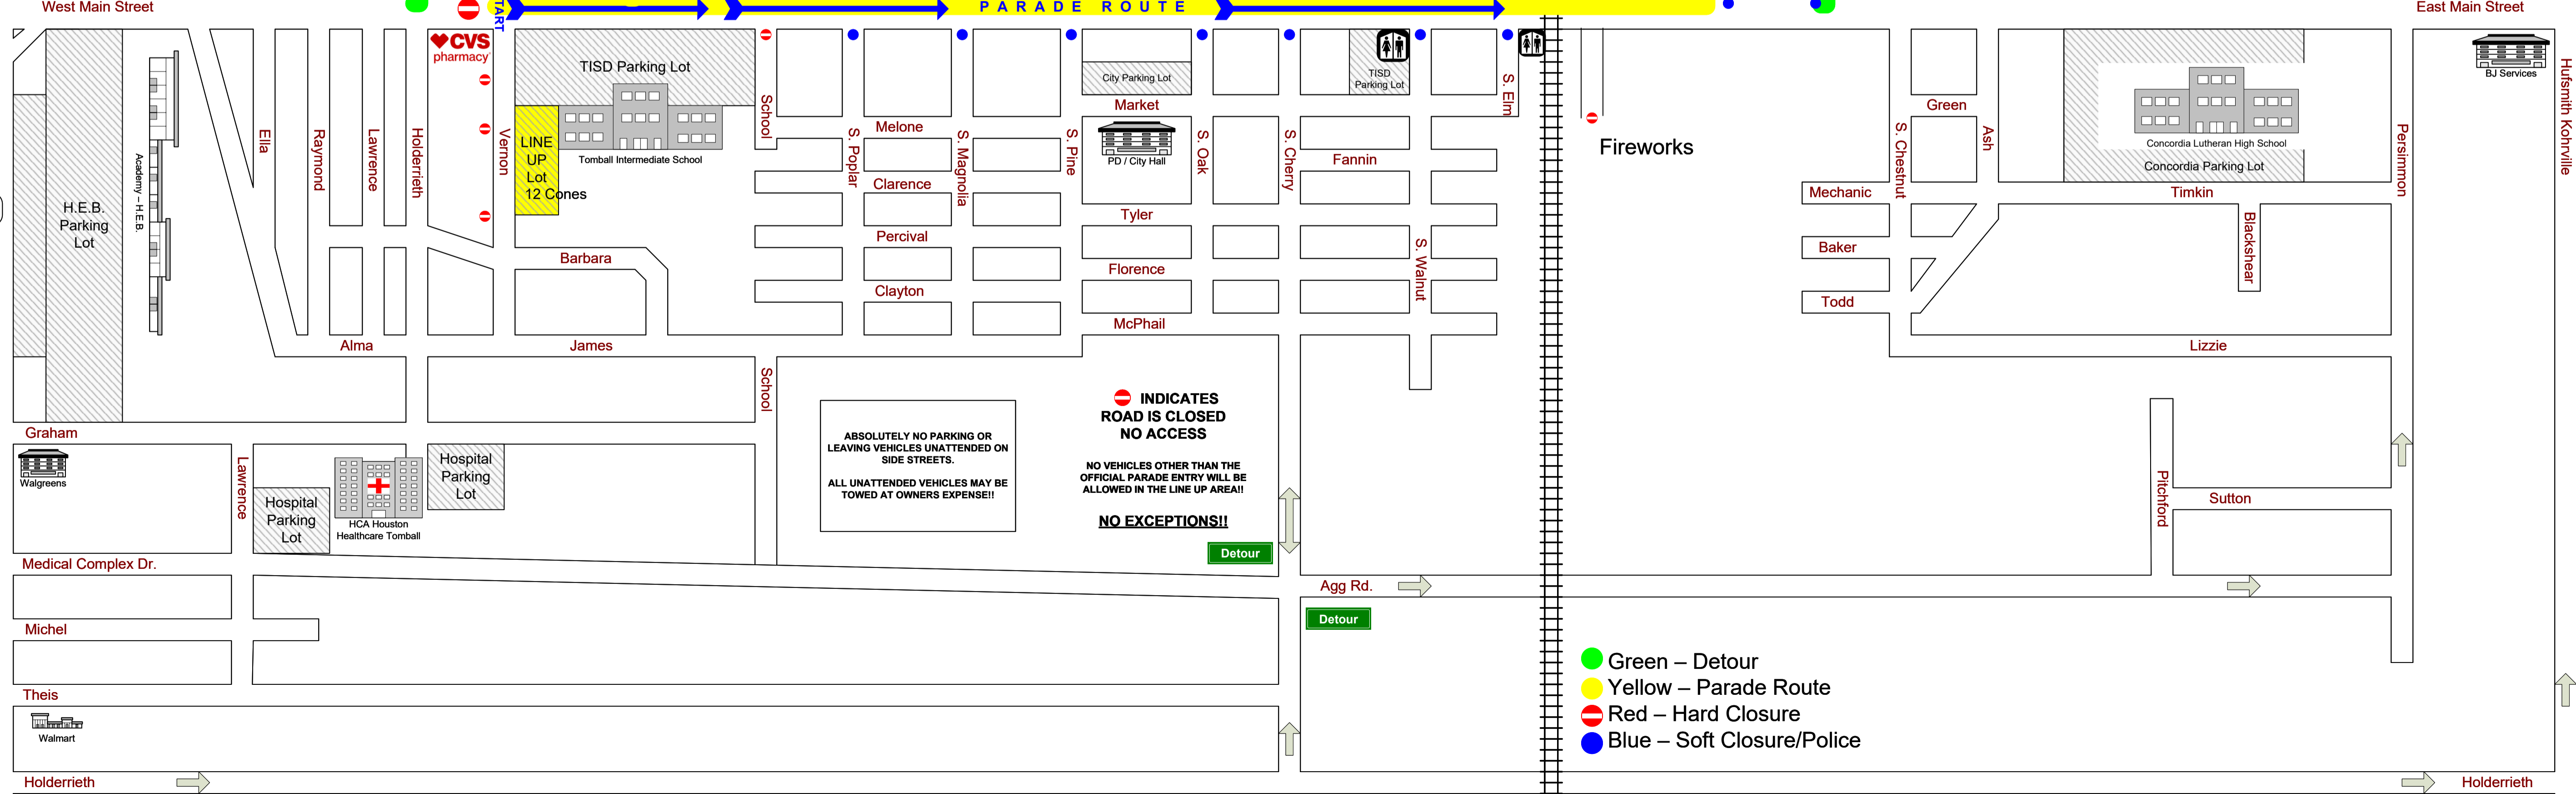 West Main Street
START
PARADE ROUTE
East Main Street
CVS
pharmacy
TISD Parking Lot
City Parking Lot
TISD
Parking Lot
BJ Services
Hufsmith Kohrville
School
Market
S. Elm
Green
Ella
Raymond
Lawrence
Holderrieth
Vernon
LINE
UP
Lot
12 Cones
Tomball Intermediate School
Melone
S. Poplar
S. Magnolia
S. Pine
PD / City Hall
S. Oak
S. Cherry
Fannin
Fireworks
S. Chestnut
Ash
Concordia Lutheran High School
Concordia Parking Lot
Persimmon
Academy – H.E.B.
H.E.B.
Parking
Lot
Clarence
Mechanic
Timkin
Tyler
Percival
Baker
Blackshear
Barbara
Florence
S. Walnut
Clayton
Todd
McPhail
Alma
James
Lizzie
School
INDICATES
ROAD IS CLOSED
NO ACCESS
NO VEHICLES OTHER THAN THE
OFFICIAL PARADE ENTRY WILL BE
ALLOWED IN THE LINE UP AREA!!
NO EXCEPTIONS!!
ABSOLUTELY NO PARKING OR
LEAVING VEHICLES UNATTENDED ON
SIDE STREETS.
ALL UNATTENDED VEHICLES MAY BE
TOWED AT OWNERS EXPENSE!!
Graham
Walgreens
Lawrence
Hospital
Parking
Lot
HCA Houston
Healthcare Tomball
Hospital
Parking
Lot
Pitchford
Sutton
Detour
Medical Complex Dr.
Agg Rd.
Detour
Michel
Green – Detour
Yellow – Parade Route
Red – Hard Closure
Blue – Soft Closure/Police
Theis
Walmart
Holderrieth
Holderrieth